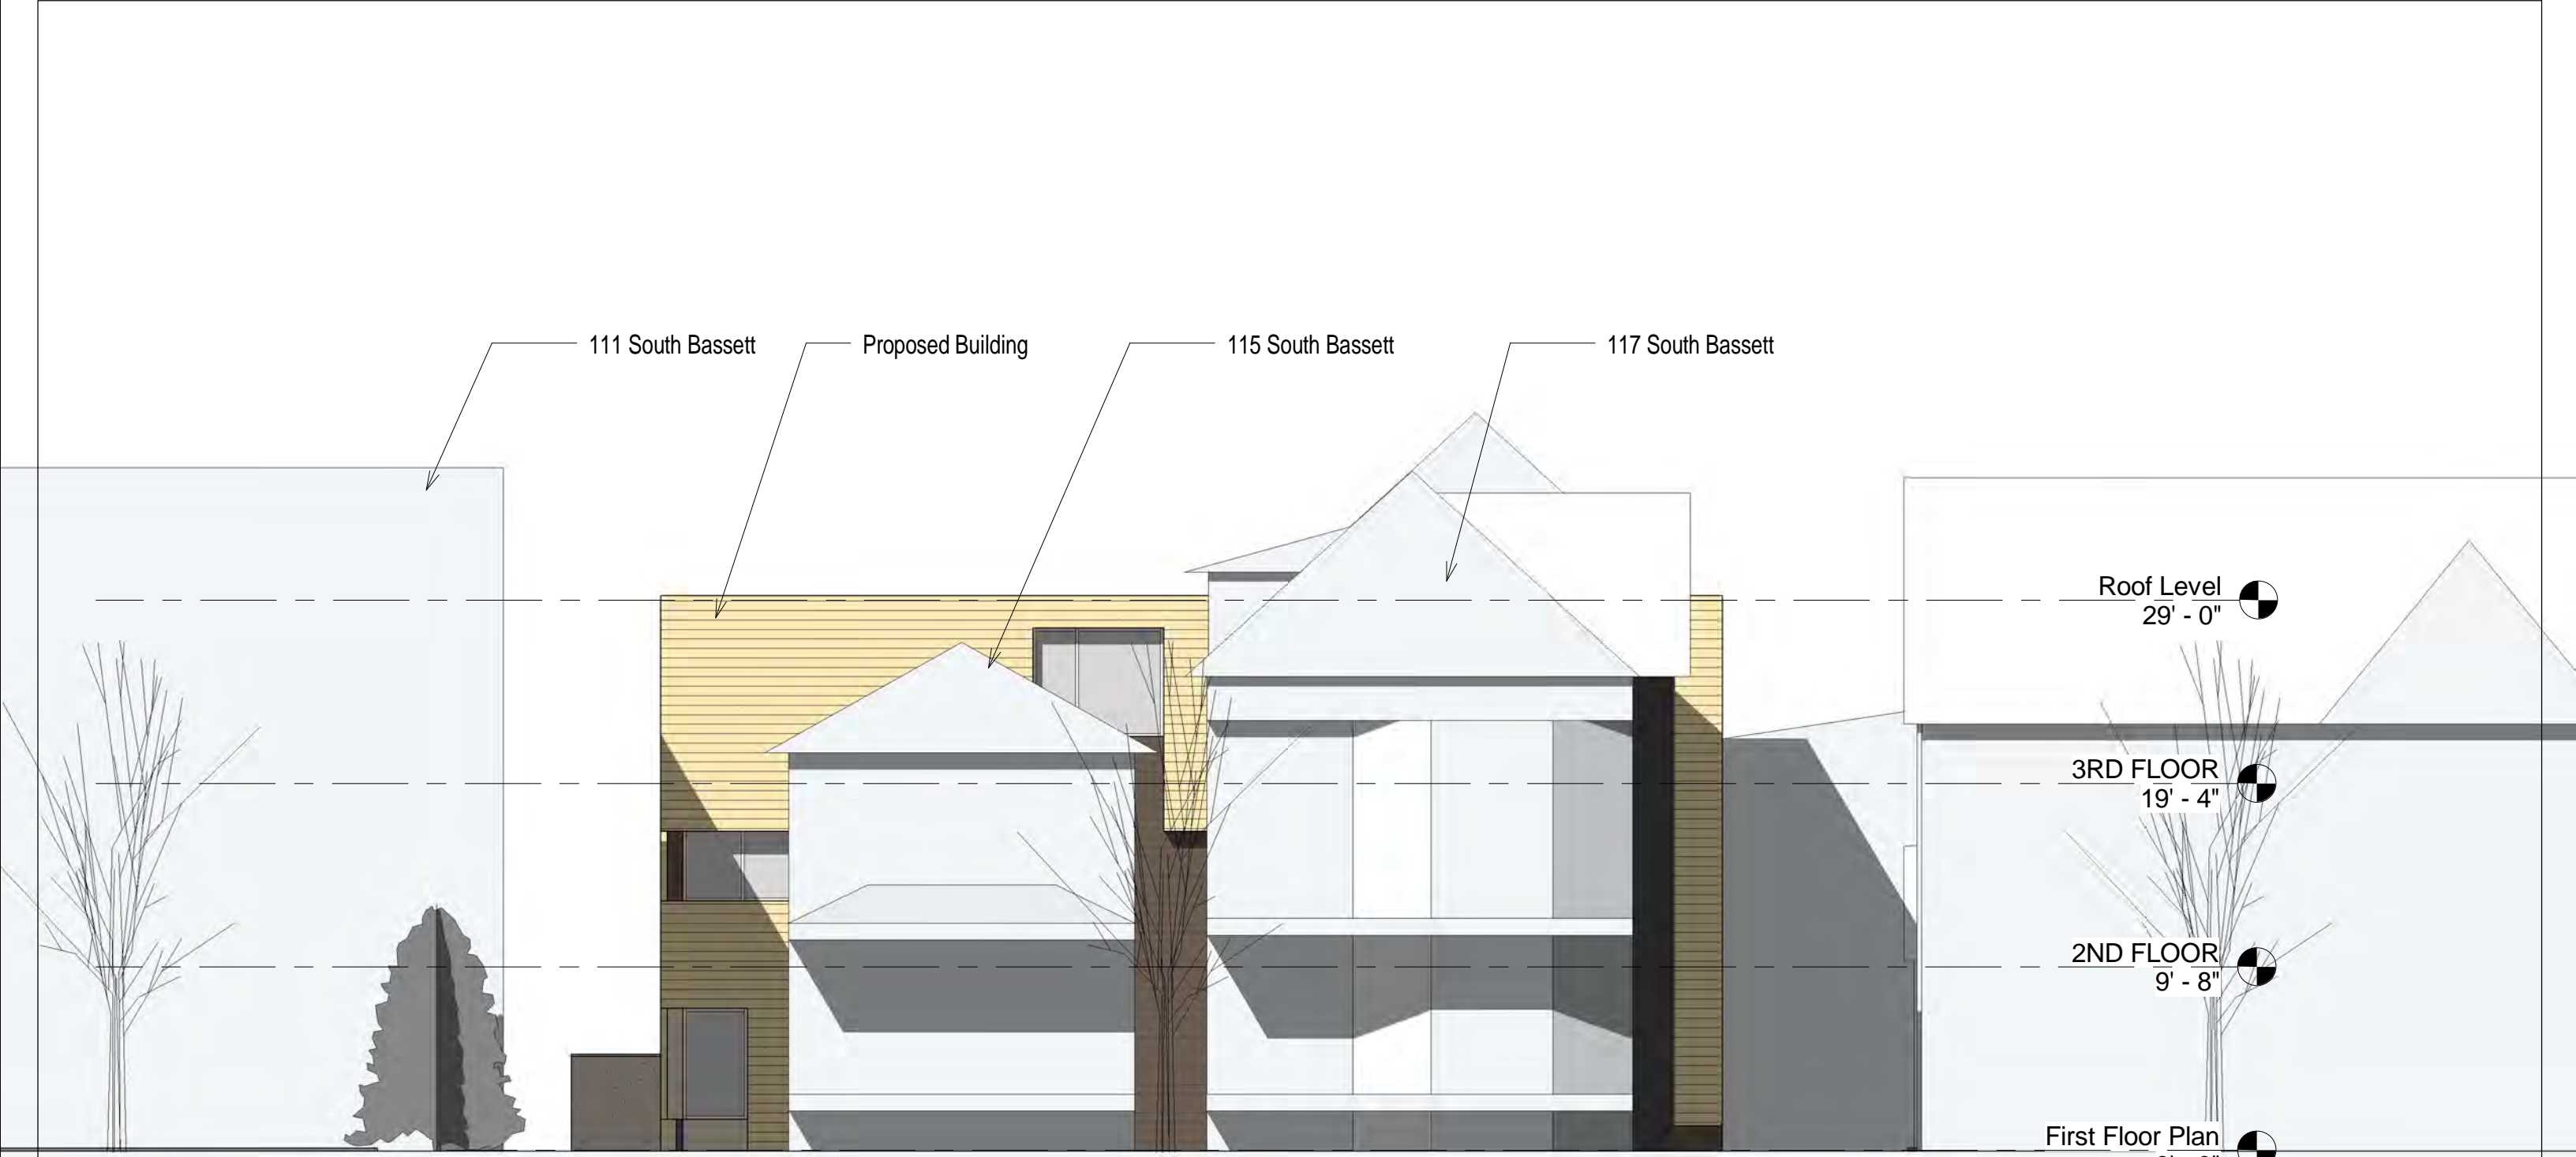 111 South Bassett
Proposed Building
115 South Bassett
117 South Bassett
Roof Level
29' - 0"
3RD FLOOR
19' - 4"
2ND FLOOR
9' - 8"
First Floor Plan